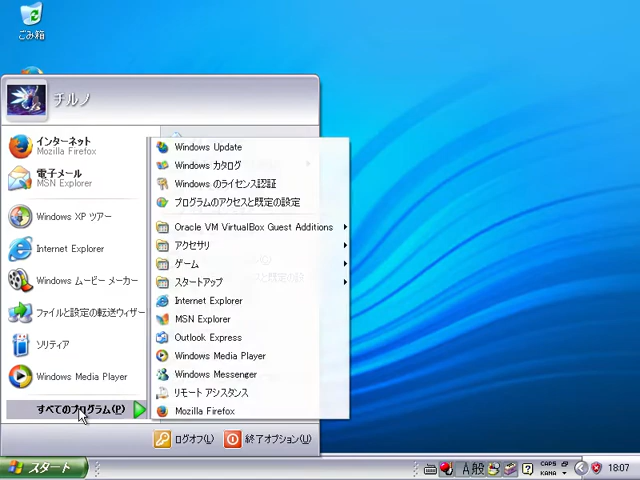 ごみ箱
チルノ
インターネット
Mozilla Firefox
電子メール
MSN Explorer
Windows XP ツアー
Internet Explorer
Windows ムービー メーカー
ファイルと設定の転送ウィザー
ソリティア
Windows Media Player
すべてのプログラム(P)
Windows Update
Windows カタログ
Windows のライセンス認証
プログラムのアクセスと既定の設定
Oracle VM VirtualBox Guest Additions
アクセサリ
ゲーム
スタートアップ
Internet Explorer
MSN Explorer
Outlook Express
Windows Media Player
Windows Messenger
リモート アシスタンス
Mozilla Firefox
ログオフ(L)
終了オプション(U)
スタート
A 般
CAPS
KANA
18:07